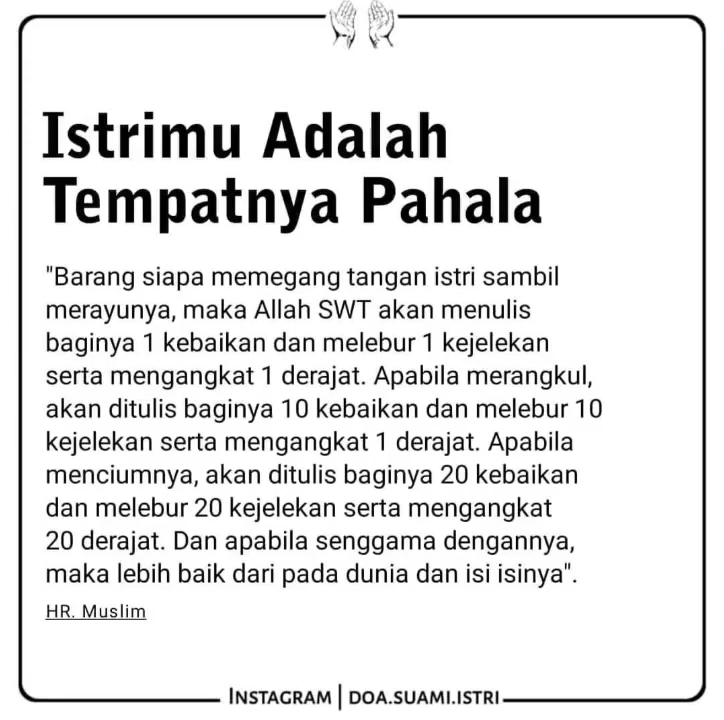 Istrimu Adalah
Tempatnya Pahala
"Barang siapa memegang tangan istri sambil
merayunya, maka Allah SWT akan menulis
baginya 1 kebaikan dan melebur 1 kejelekan
serta mengangkat 1 derajat. Apabila merangkul,
akan ditulis baginya 10 kebaikan dan melebur 10
kejelekan serta mengangkat 1 derajat. Apabila
menciumnya, akan ditulis baginya 20 kebaikan
dan melebur 20 kejelekan serta mengangkat
20 derajat. Dan apabila senggama dengannya,
maka lebih baik dari pada dunia dan isi isinya".
HR. Muslim
INSTAGRAM | DOA.SUAMI.ISTRI